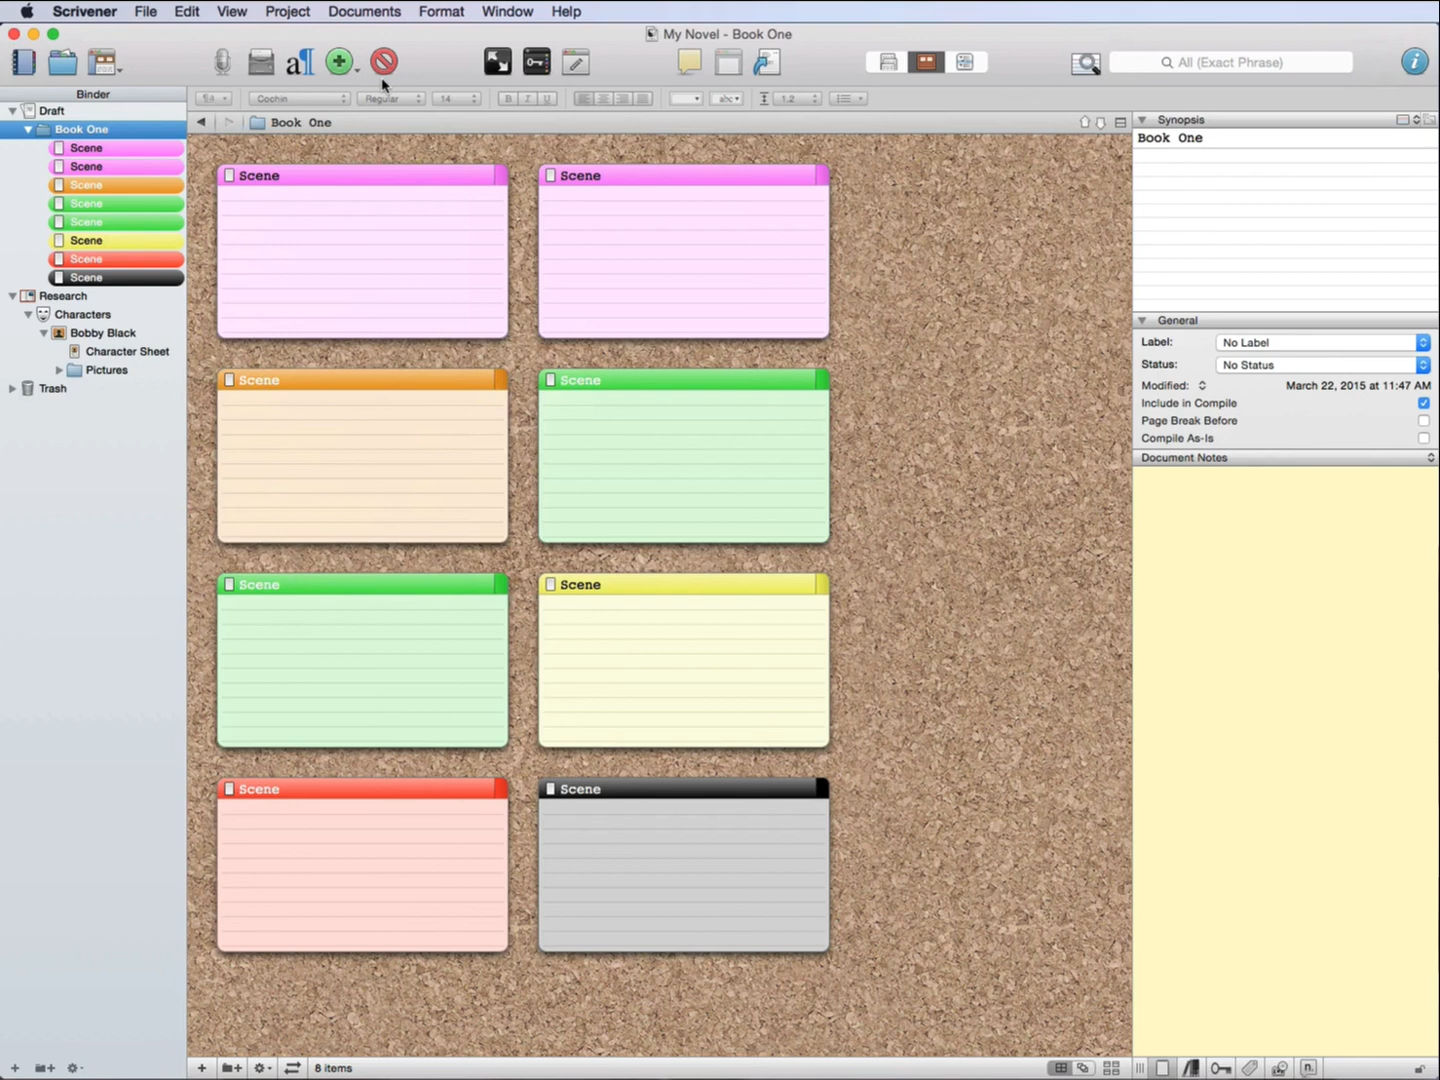 Scrivener File Edit View Project Documents Format Window Help
My Novel - Book One
All (Exact Phrase)
Binder
Cochin Regular 14 B I U abc 1.2
Draft
Book One
Scene
Scene
Scene
Scene
Scene
Scene
Scene
Scene
Research
Characters
Bobby Black
Character Sheet
Pictures
Trash
Book One
Scene Scene
Scene Scene
Scene Scene
Scene Scene
8 items
Synopsis
Book One
General
Label: No Label
Status: No Status
Modified: March 22, 2015 at 11:47 AM
Include in Compile
Page Break Before
Compile As-Is
Document Notes